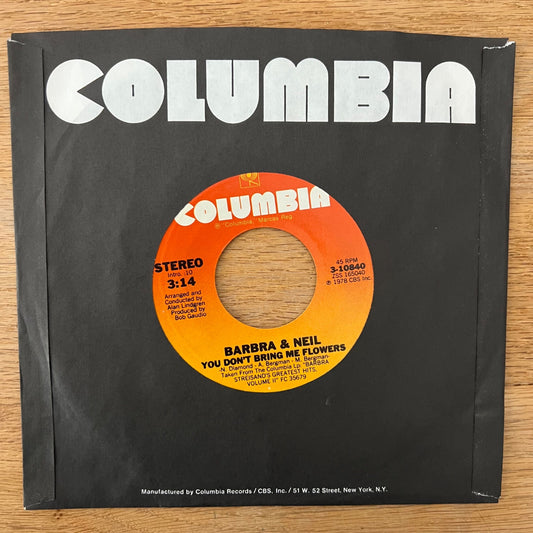 COLUMBIA
COLUMBIA
® "Columbia," Marcas Reg.
STEREO
Intro. :10
3:14
Arranged and
Conducted by
Alan Lindgren
Produced by
Bob Gaudio
45 RPM
3-10840
ZSS 165040
℗ 1978 CBS Inc.
BARBRA & NEIL
YOU DON'T BRING ME FLOWERS
-N. Diamond- A. Bergman - M. Bergman-
Taken From The Columbia Lp "BARBRA
STREISAND'S GREATEST HITS,
VOLUME II" FC 35679
Manufactured by Columbia Records / CBS, Inc. / 51 W. 52 Street, New York, N.Y.